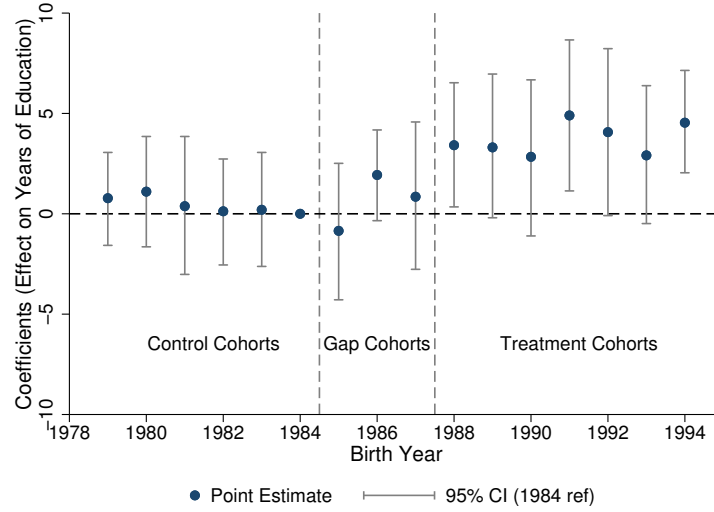 Coefficients (Effect on Years of Education)
10
5
0
−5
−10
Control Cohorts
Gap Cohorts
Treatment Cohorts
1978 1980 1982 1984 1986 1988 1990 1992 1994
Birth Year
Point Estimate 95% CI (1984 ref)